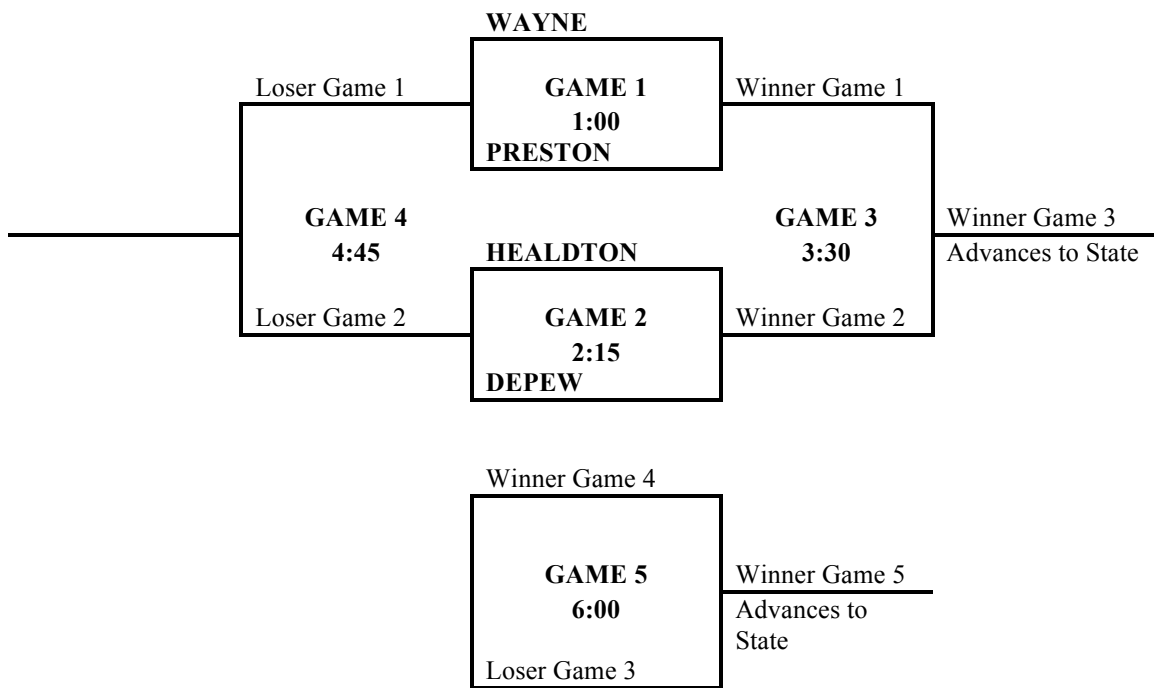 WAYNE
Loser Game 1
GAME 1
Winner Game 1
1:00
PRESTON
GAME 4
GAME 3
Winner Game 3
4:45
HEALDTON
3:30
Advances to State
Loser Game 2
GAME 2
Winner Game 2
2:15
DEPEW
Winner Game 4
GAME 5
Winner Game 5
6:00
Advances to
State
Loser Game 3